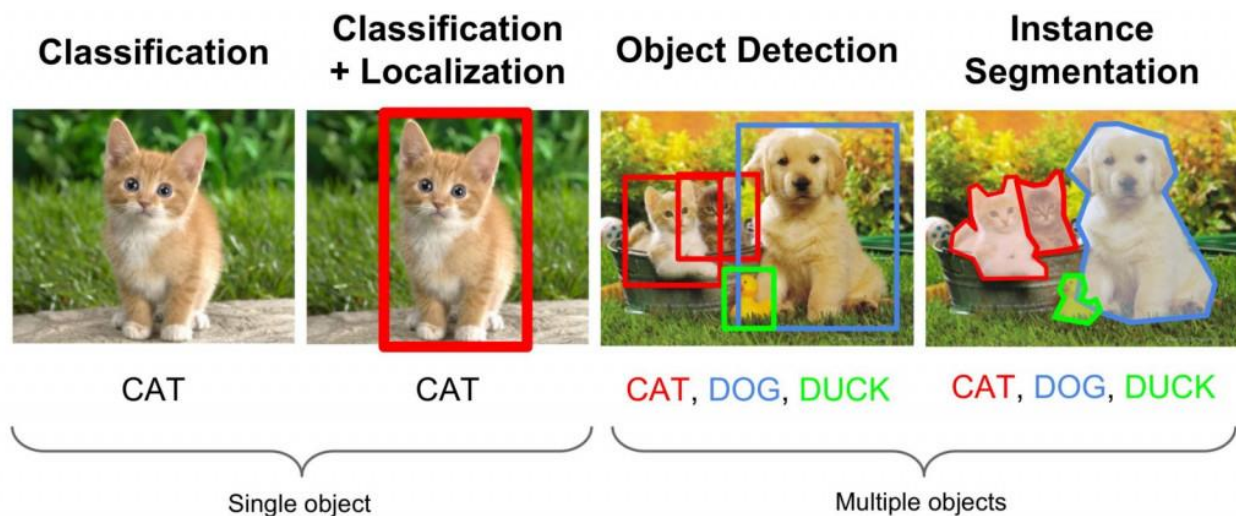 Classification
Classification
+ Localization
Object Detection
Instance
Segmentation
CAT
CAT
CAT, DOG, DUCK
CAT, DOG, DUCK
Single object
Multiple objects